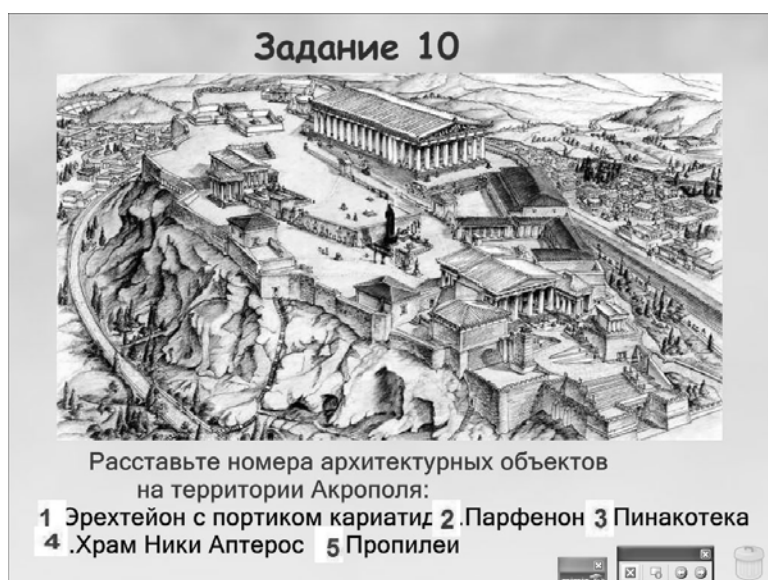 Задание 10
Расставьте номера архитектурных объектов
на территории Акрополя:
1 Эрехтейон с портиком кариатид 2 .Парфенон 3 Пинакотека
4 .Храм Ники Аптерос 5 Пропилеи